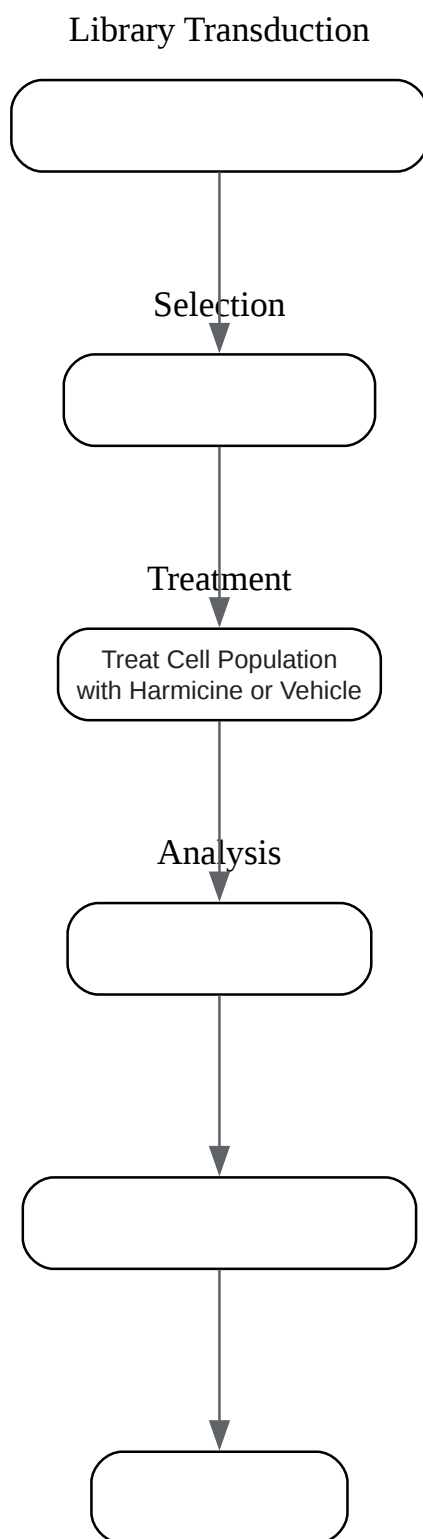 Library Transduction
Selection
Treatment
Treat Cell Population
with Harmicine or Vehicle
Analysis